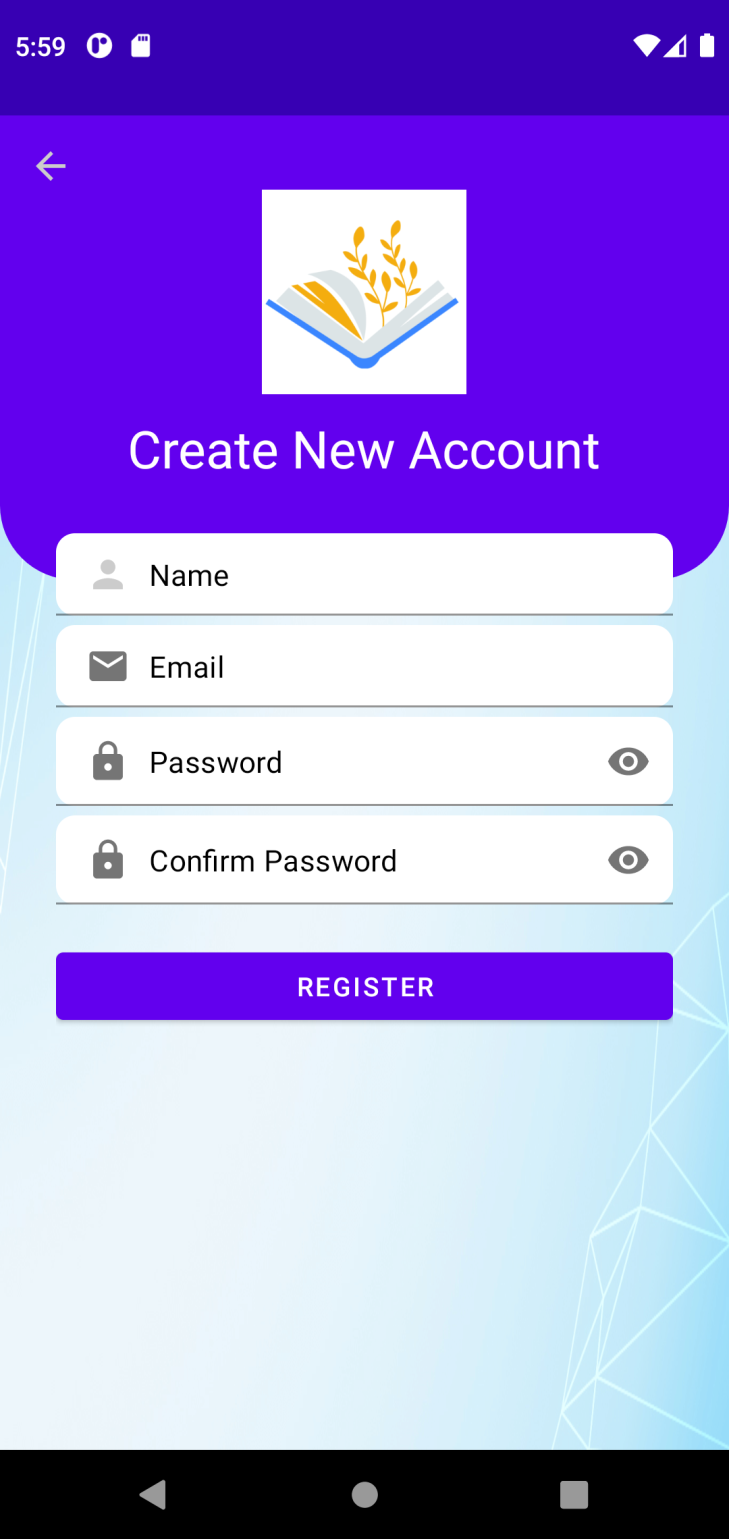 5:59
Create New Account
Name
Email
Password
Confirm Password
REGISTER